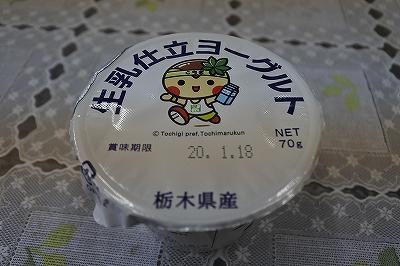 生乳仕立ヨーグルト
© Tochigi pref.Tochimarukun
賞味期限 20. 1.18
NET
70g
栃木県産